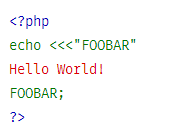 <?php
echo <<<"FOOBAR"
Hello World!
FOOBAR;
?>